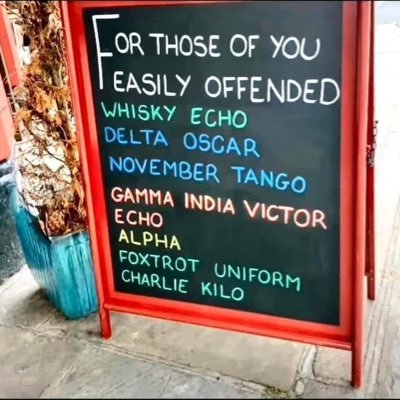 FOR THOSE OF YOU
EASILY OFFENDED
WHISKY ECHO
DELTA OSCAR
NOVEMBER TANGO
GAMMA INDIA VICTOR
ECHO
ALPHA
FOXTROT UNIFORM
CHARLIE KILO